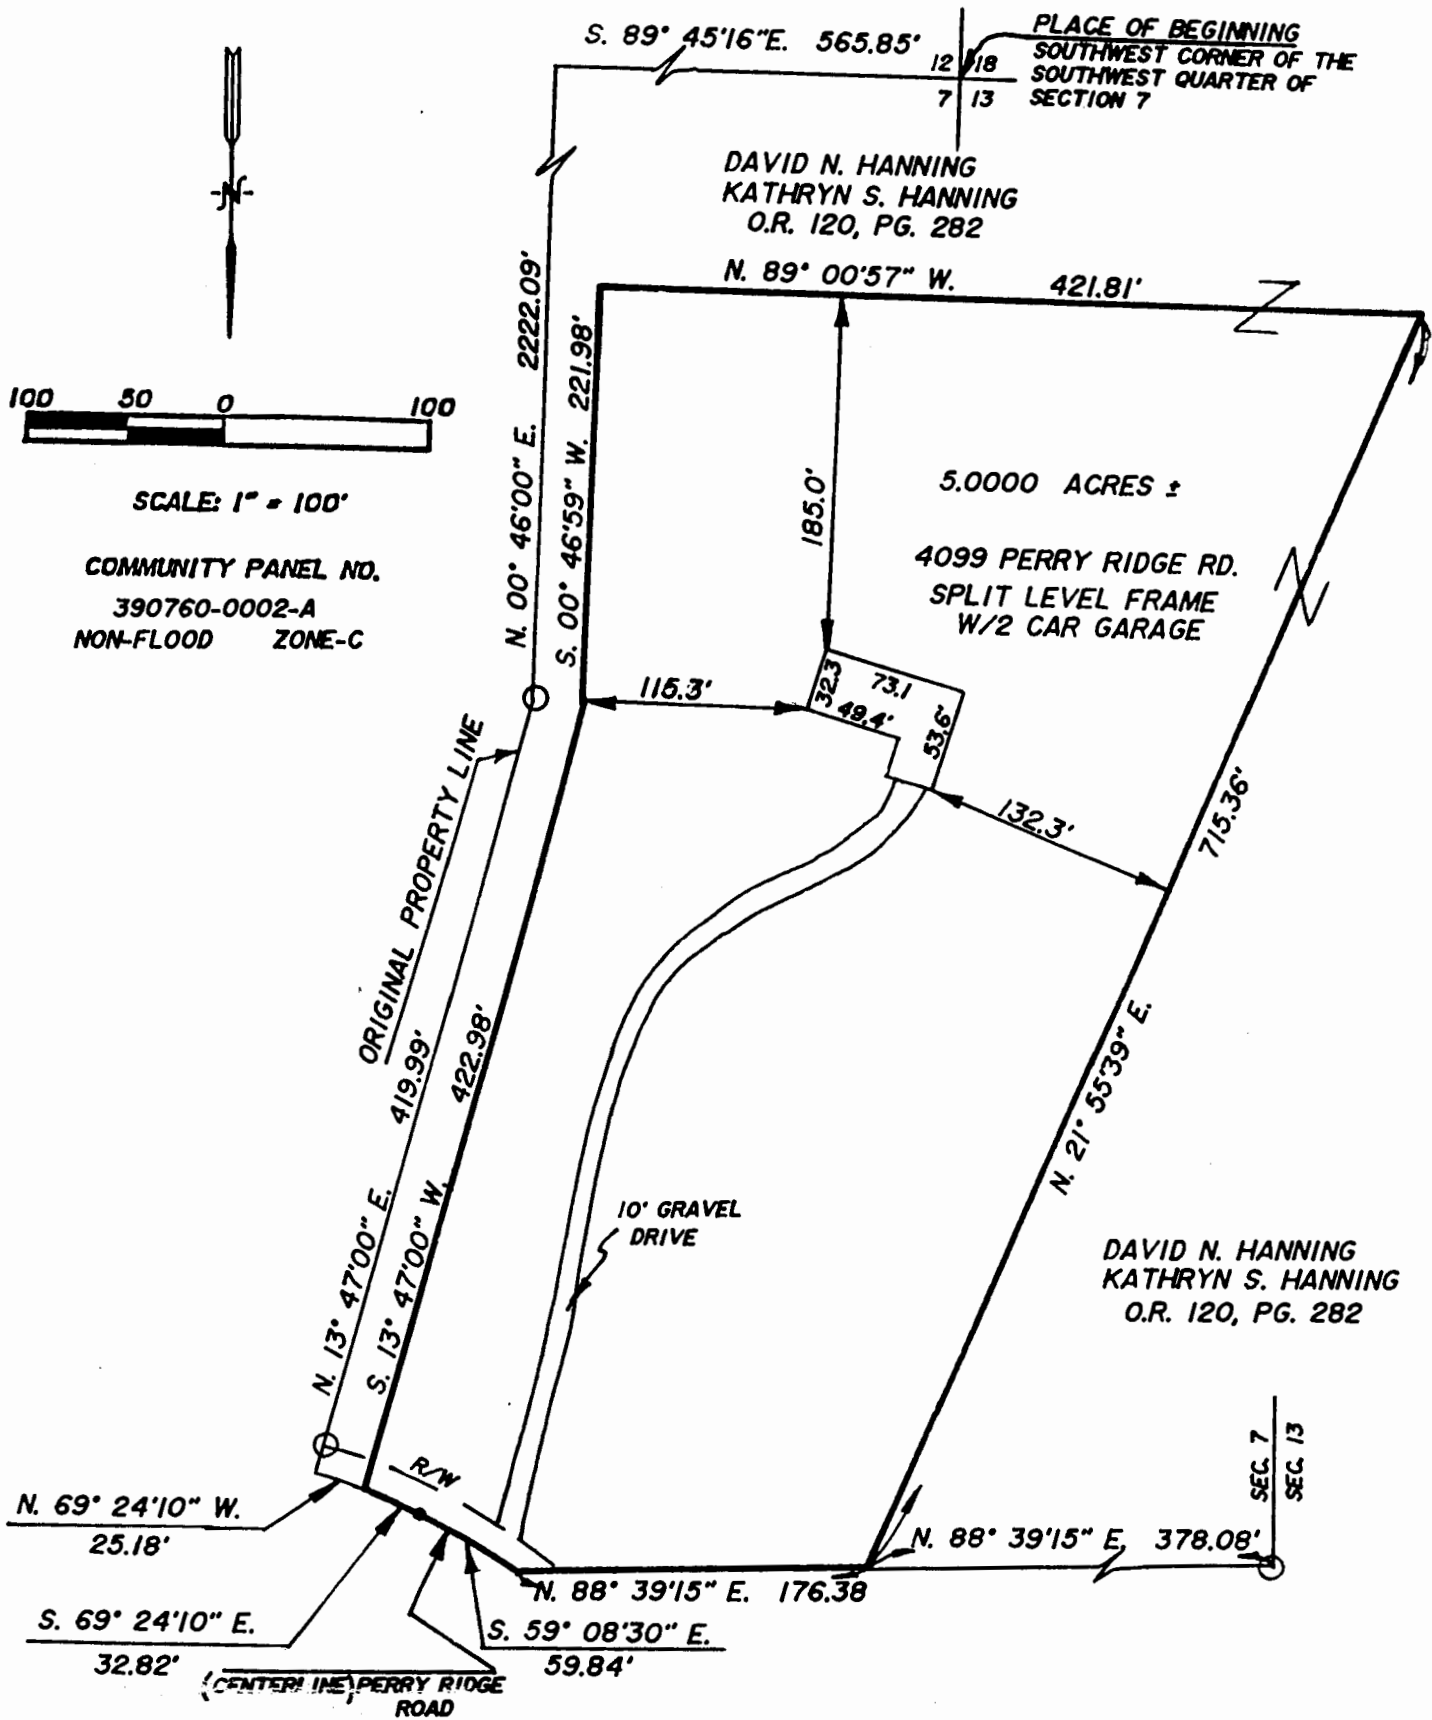 S. 89° 45'16"E. 565.85'
PLACE OF BEGINNING
SOUTHWEST CORNER OF THE
SOUTHWEST QUARTER OF
SECTION 7
12 18
7 13
N
DAVID N. HANNING
KATHRYN S. HANNING
O.R. 120, PG. 282
N. 89° 00'57" W. 421.81'
N. 00° 46'00" E. 2222.09'
S. 00° 46'59" W. 221.98'
100 50 0 100
SCALE: 1" = 100'
COMMUNITY PANEL NO.
390760-0002-A
NON-FLOOD ZONE-C
185.0'
5.0000 ACRES ±
4099 PERRY RIDGE RD.
SPLIT LEVEL FRAME
W/2 CAR GARAGE
115.3'
32.3
73.1
49.4'
53.6'
132.3'
715.36'
N. 21° 55'39" E.
ORIGINAL PROPERTY LINE
419.99'
N. 13° 47'00" E.
422.98'
S. 13° 47'00" W.
10' GRAVEL
DRIVE
DAVID N. HANNING
KATHRYN S. HANNING
O.R. 120, PG. 282
SEC. 7
SEC. 13
R/W
N. 69° 24'10" W.
25.18'
N. 88° 39'15" E. 378.08'
N. 88° 39'15" E. 176.38
S. 69° 24'10" E.
32.82'
S. 59° 08'30" E.
59.84'
(CENTERLINE) PERRY RIDGE
ROAD